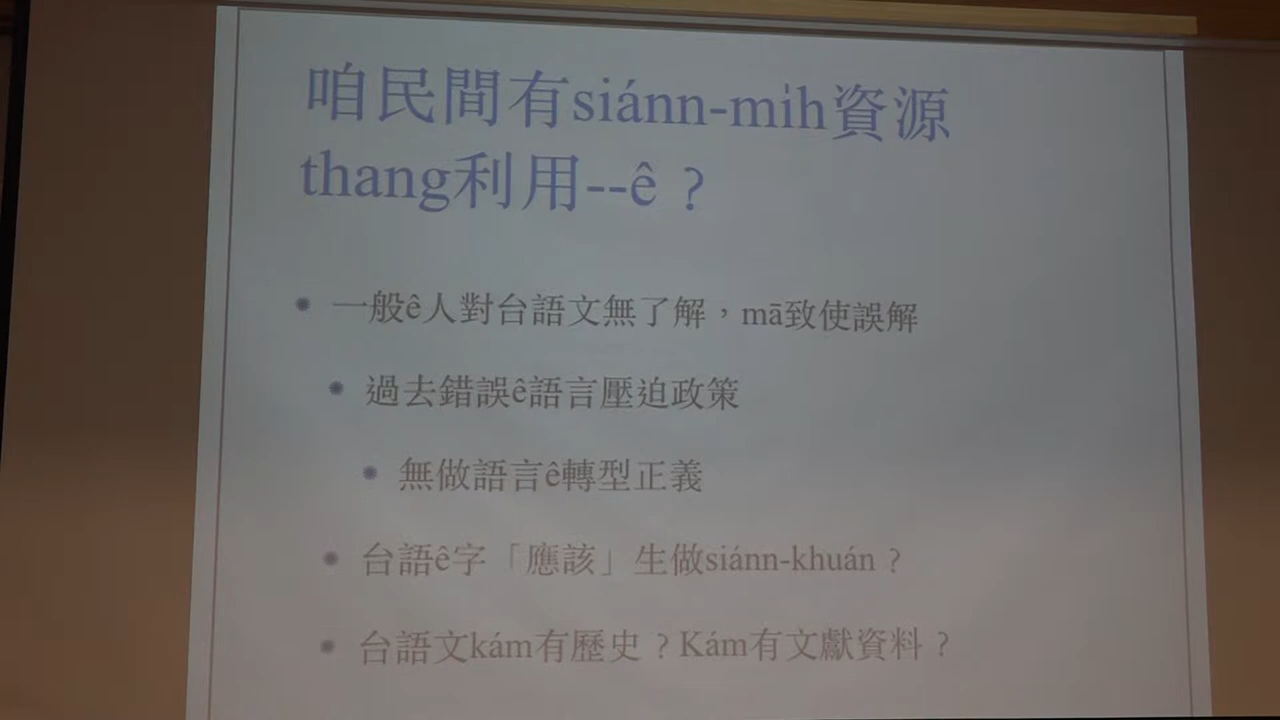 咱民間有siánn-mi̍h資源
thang利用--ê？
一般ê人對台語文無了解，mā致使誤解
過去錯誤ê語言壓迫政策
無做語言ê轉型正義
台語ê字「應該」生做siánn-khuán？
台語文kám有歷史？Kám有文獻資料？